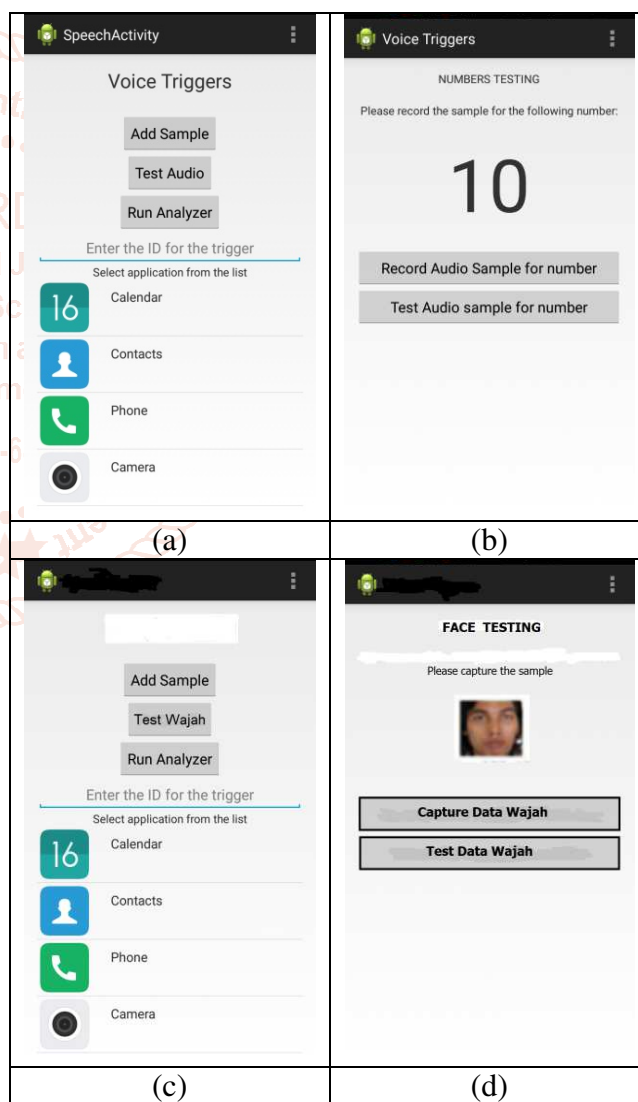 SpeechActivity
Voice Triggers
Add Sample
Test Audio
Run Analyzer
Enter the ID for the trigger
Select application from the list
16
Calendar
Contacts
Phone
Camera
(a)
Voice Triggers
NUMBERS TESTING
Please record the sample for the following number:
10
Record Audio Sample for number
Test Audio sample for number
(b)
Add Sample
Test Wajah
Run Analyzer
Enter the ID for the trigger
Select application from the list
16
Calendar
Contacts
Phone
Camera
(c)
FACE TESTING
Please capture the sample
Capture Data Wajah
Test Data Wajah
(d)